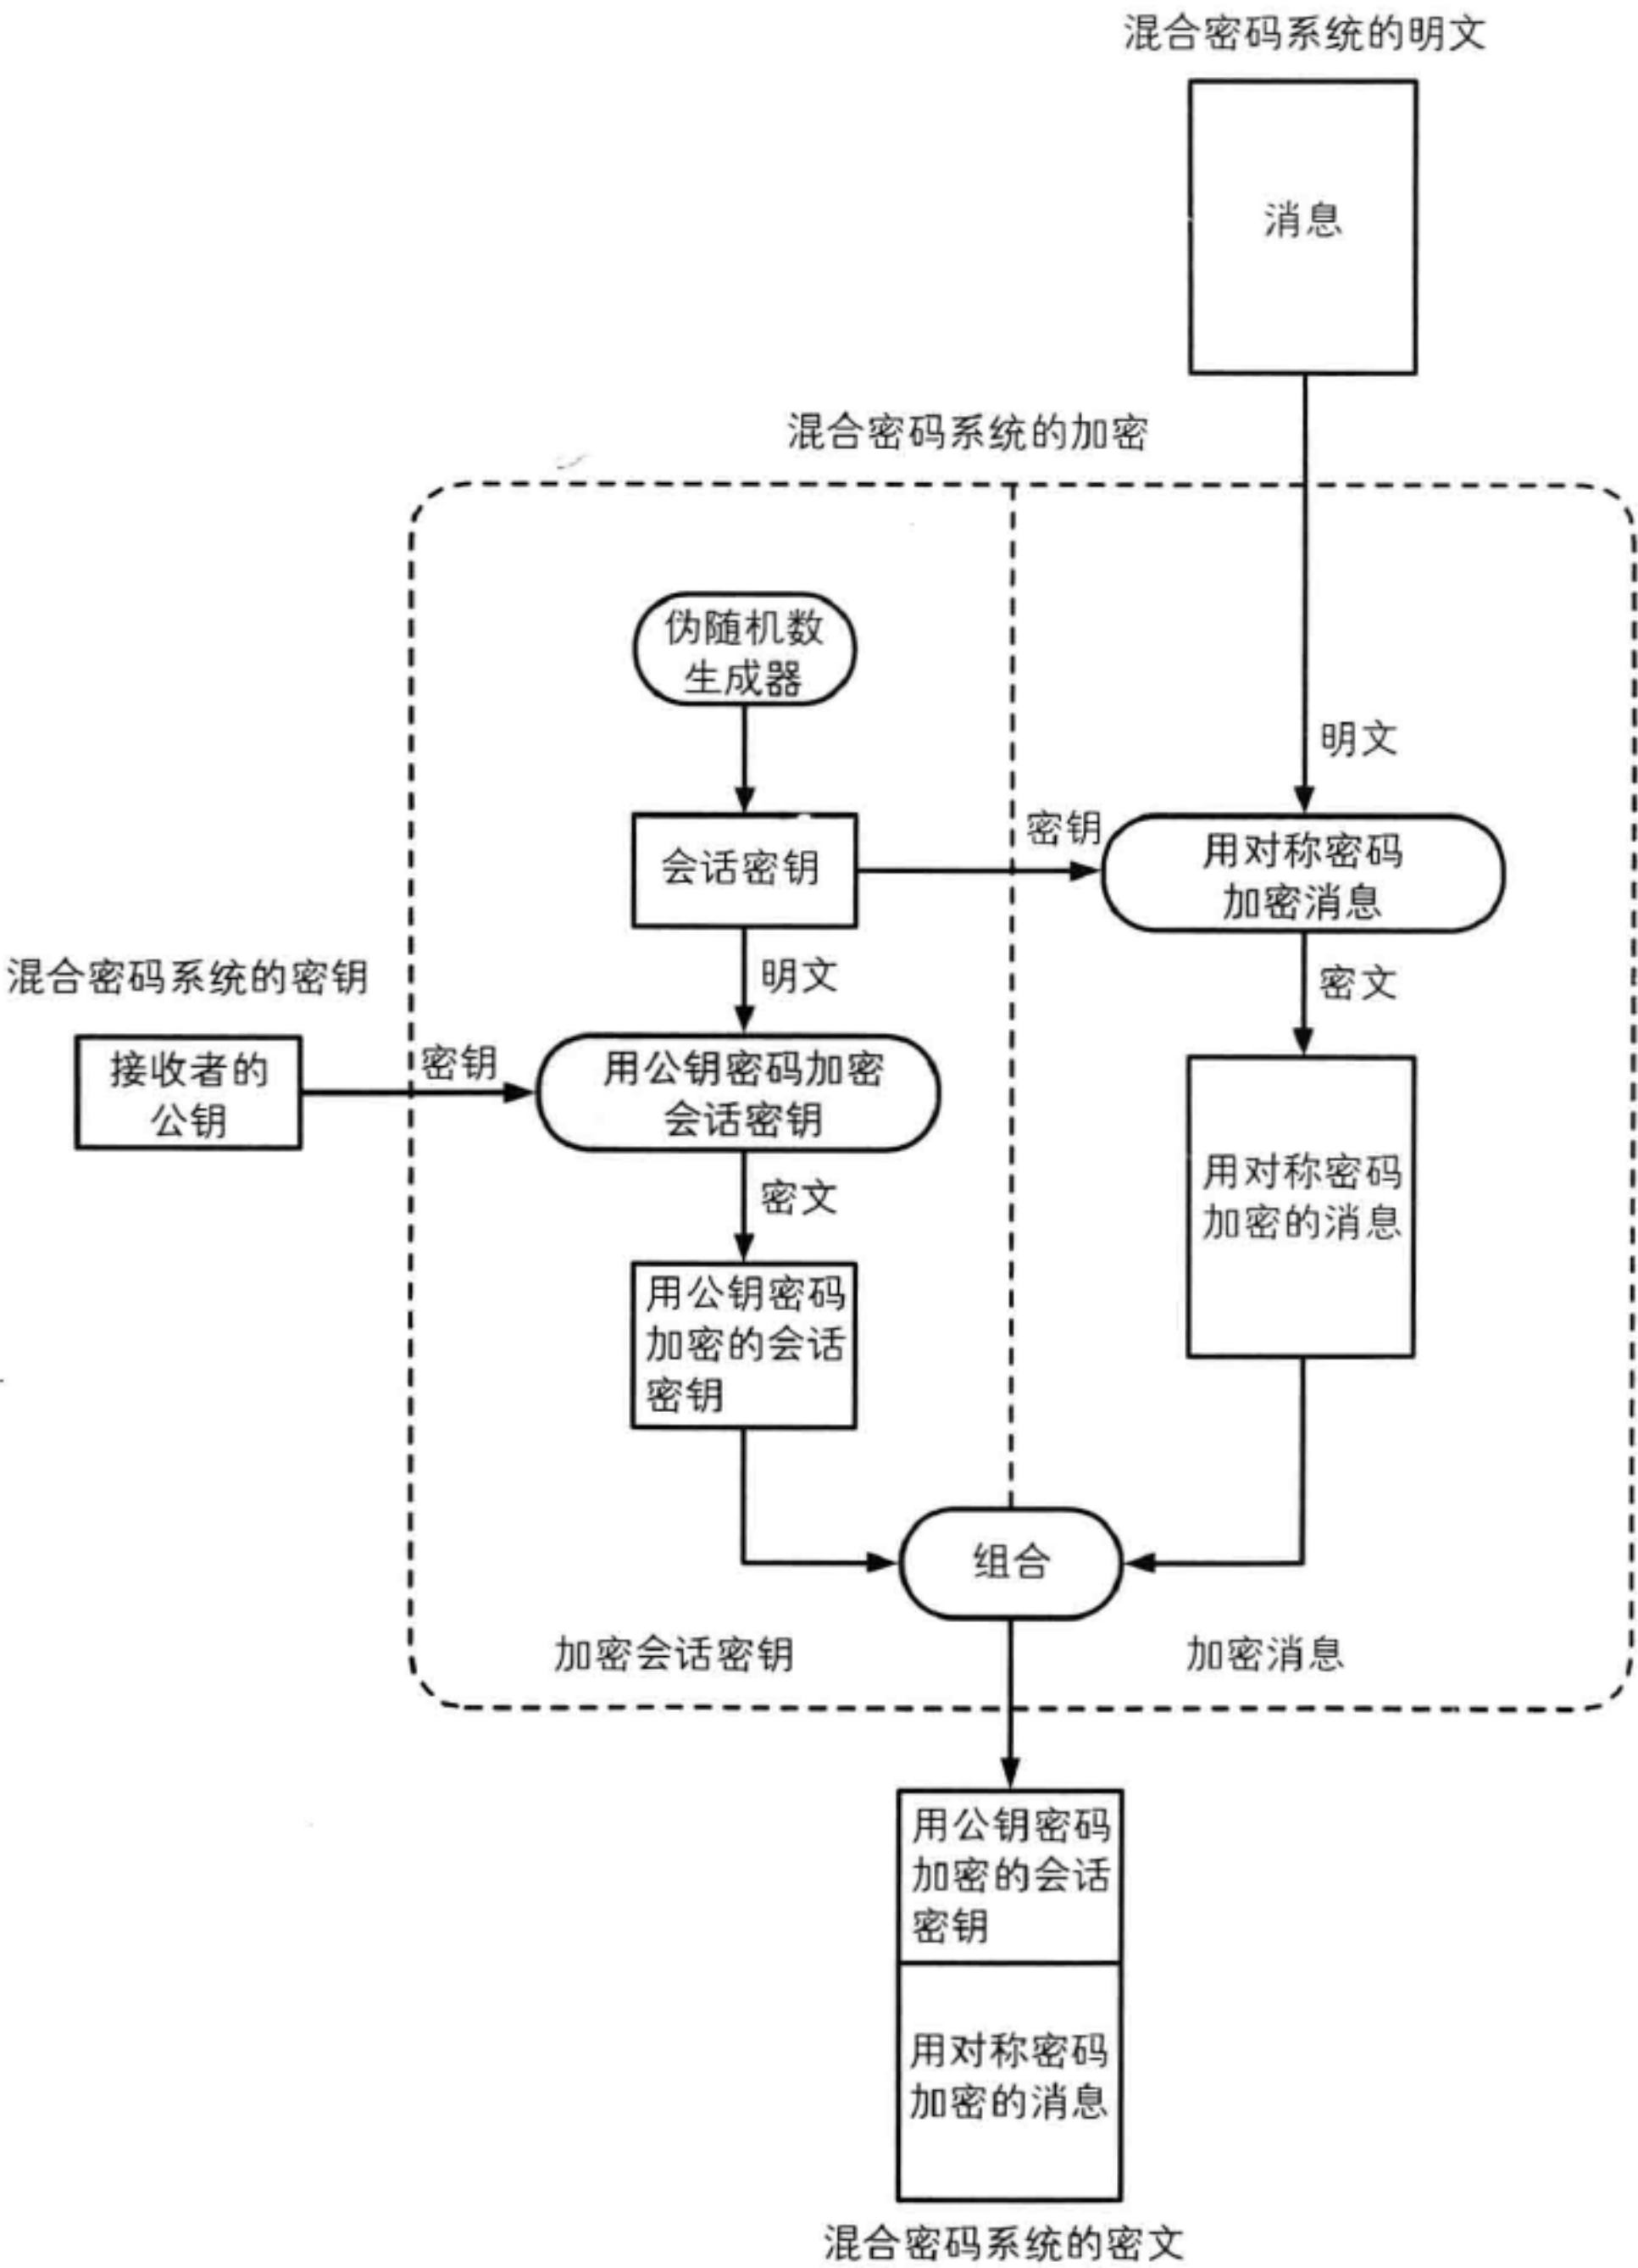 混合密码系统的明文
消息
混合密码系统的加密
伪随机数
生成器
明文
会话密钥
密钥
用对称密码
加密消息
混合密码系统的密钥
明文
密文
接收者的
公钥
密钥
用公钥密码加密
会话密钥
密文
用对称密码
加密的消息
用公钥密码
加密的会话
密钥
组合
加密会话密钥
加密消息
用公钥密码
加密的会话
密钥
用对称密码
加密的消息
混合密码系统的密文